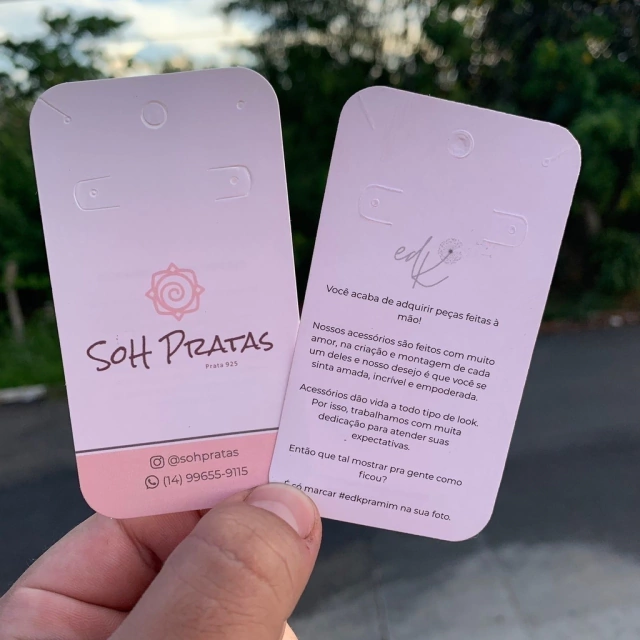 SOH PRATAS
Prata 925
@sohpratas
(14) 99655-9115
edk
Você acaba de adquirir peças feitas à
mão!
Nossos acessórios são feitos com muito
amor, na criação e montagem de cada
um deles e nosso desejo é que você se
sinta amada, incrível e empoderada.
Acessórios dão vida a todo tipo de look.
Por isso, trabalhamos com muita
dedicação para atender suas
expectativas.
Então que tal mostrar pra gente como
ficou?
É só marcar #edkpramim na sua foto.